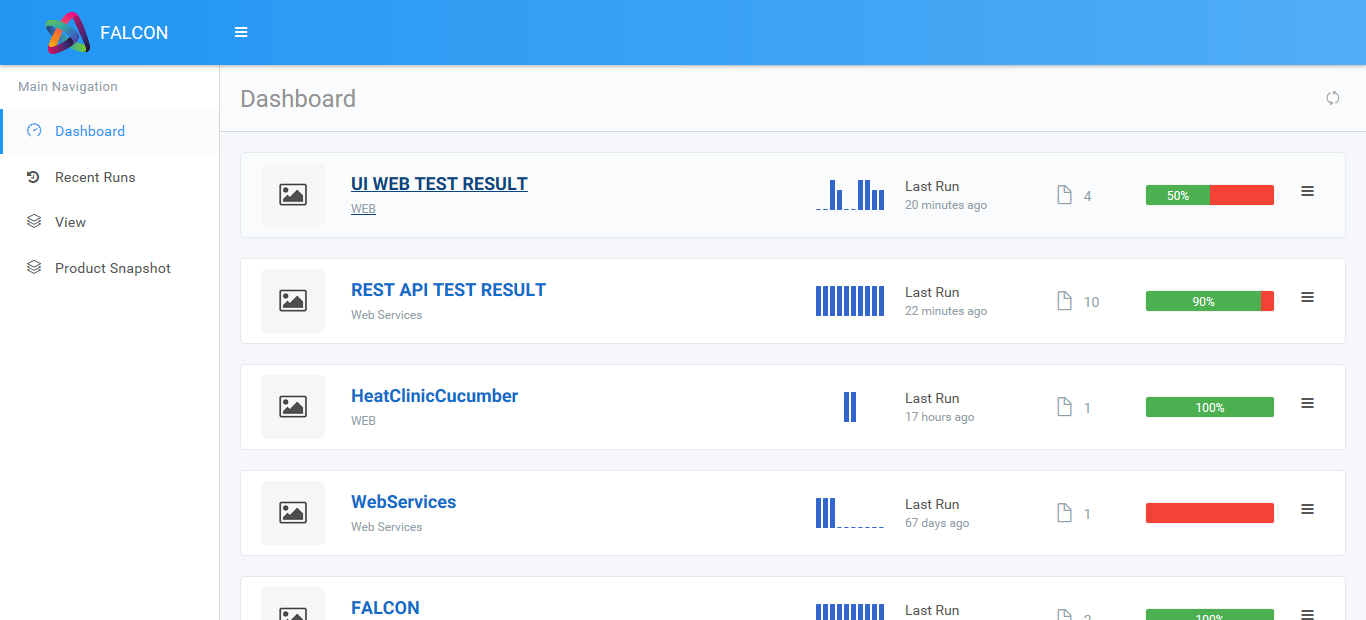 FALCON
Main Navigation
Dashboard
Recent Runs
View
Product Snapshot
Dashboard
UI WEB TEST RESULT
WEB
Last Run
20 minutes ago
4
50%
REST API TEST RESULT
Web Services
Last Run
22 minutes ago
10
90%
HeatClinicCucumber
WEB
Last Run
17 hours ago
1
100%
WebServices
Web Services
Last Run
67 days ago
1
FALCON
Last Run
2
100%